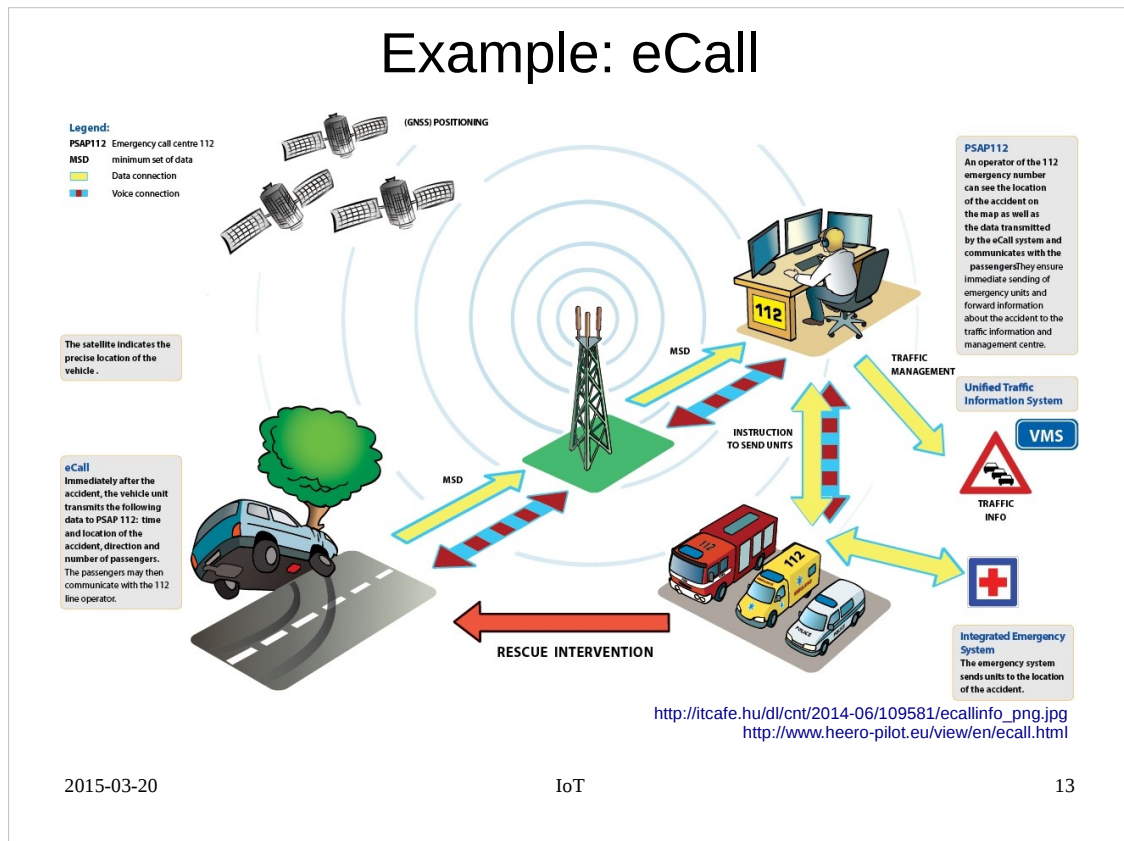 Example: eCall
Legend:
PSAP112 Emergency call centre 112
MSD minimum set of data
Data connection
Voice connection
(GNSS) POSITIONING
PSAP112
An operator of the 112
emergency number
can see the location
of the accident on
the map as well as
the data transmitted
by the eCall system and
communicates with the
passengersThey ensure
immediate sending of
emergency units and
forward information
about the accident to the
traffic information and
management centre.
112
The satellite indicates the
precise location of the
vehicle .
MSD
TRAFFIC
MANAGEMENT
Unified Traffic
Information System
VMS
INSTRUCTION
TO SEND UNITS
eCall
Immediately after the
accident, the vehicle unit
transmits the following
data to PSAP 112: time
and location of the
accident, direction and
number of passengers.
The passengers may then
communicate with the 112
line operator.
MSD
TRAFFIC
INFO
112
112
POLICE
RESCUE INTERVENTION
Integrated Emergency
System
The emergency system
sends units to the location
of the accident.
http://itcafe.hu/dl/cnt/2014-06/109581/ecallinfo_png.jpg
http://www.heero-pilot.eu/view/en/ecall.html
2015-03-20 IoT 13